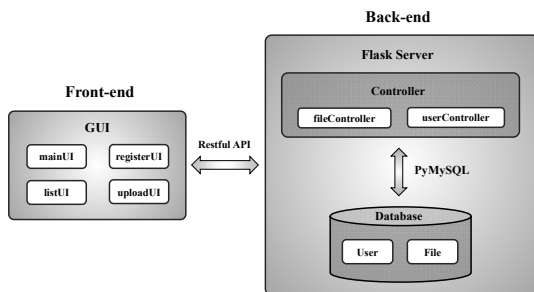 Back-end
Flask Server
Controller
fileController
userController
Front-end
GUI
mainUI
registerUI
listUI
uploadUI
Restful API
PyMySQL
Database
User
File